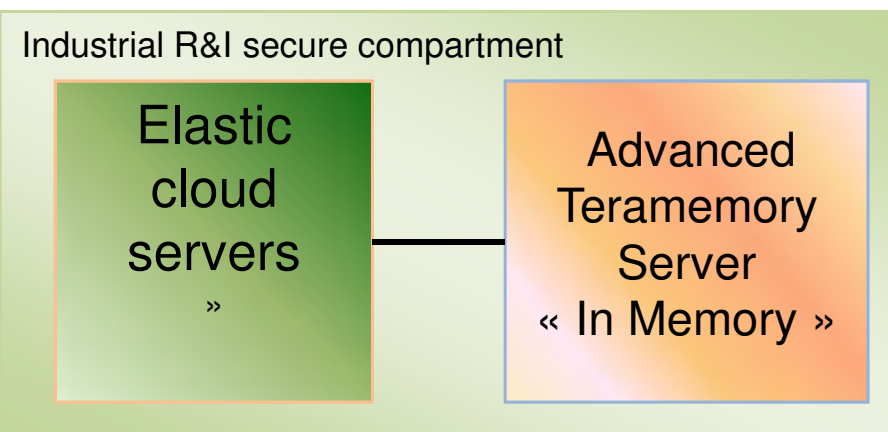 Industrial R&I secure compartment
Elastic
cloud
servers
»
Advanced
Teramemory
Server
« In Memory »